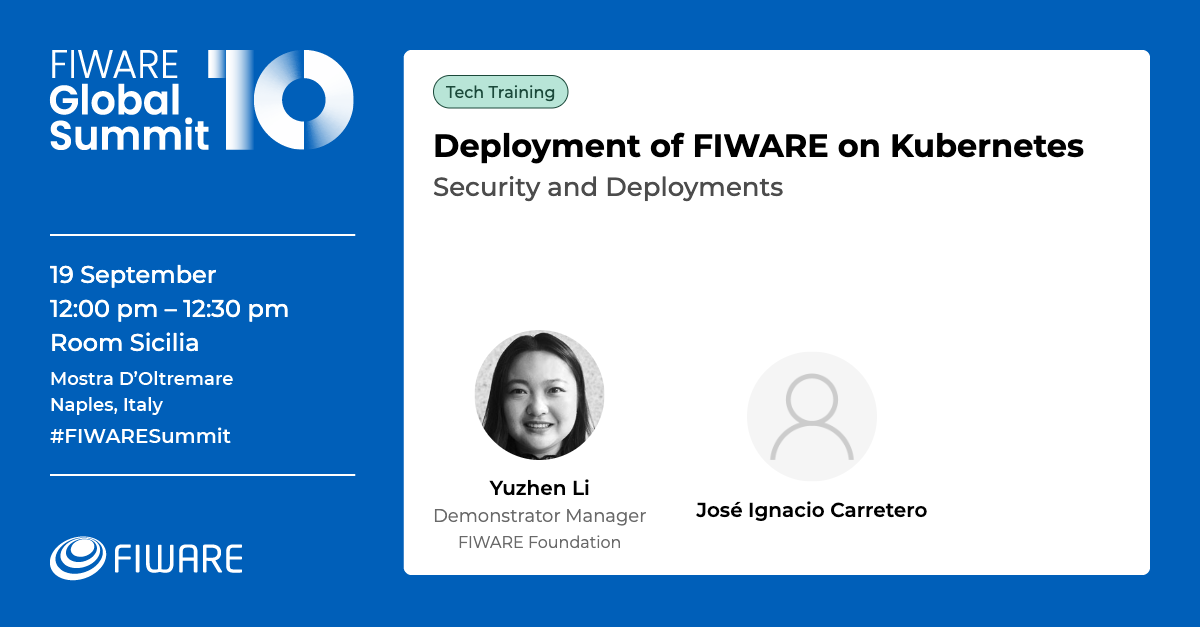 FIWARE
Global
Summit
10
19 September
12:00 pm – 12:30 pm
Room Sicilia
Mostra D’Oltremare
Naples, Italy
#FIWARESummit
FIWARE
Tech Training
Deployment of FIWARE on Kubernetes
Security and Deployments
Yuzhen Li
Demonstrator Manager
FIWARE Foundation
José Ignacio Carretero